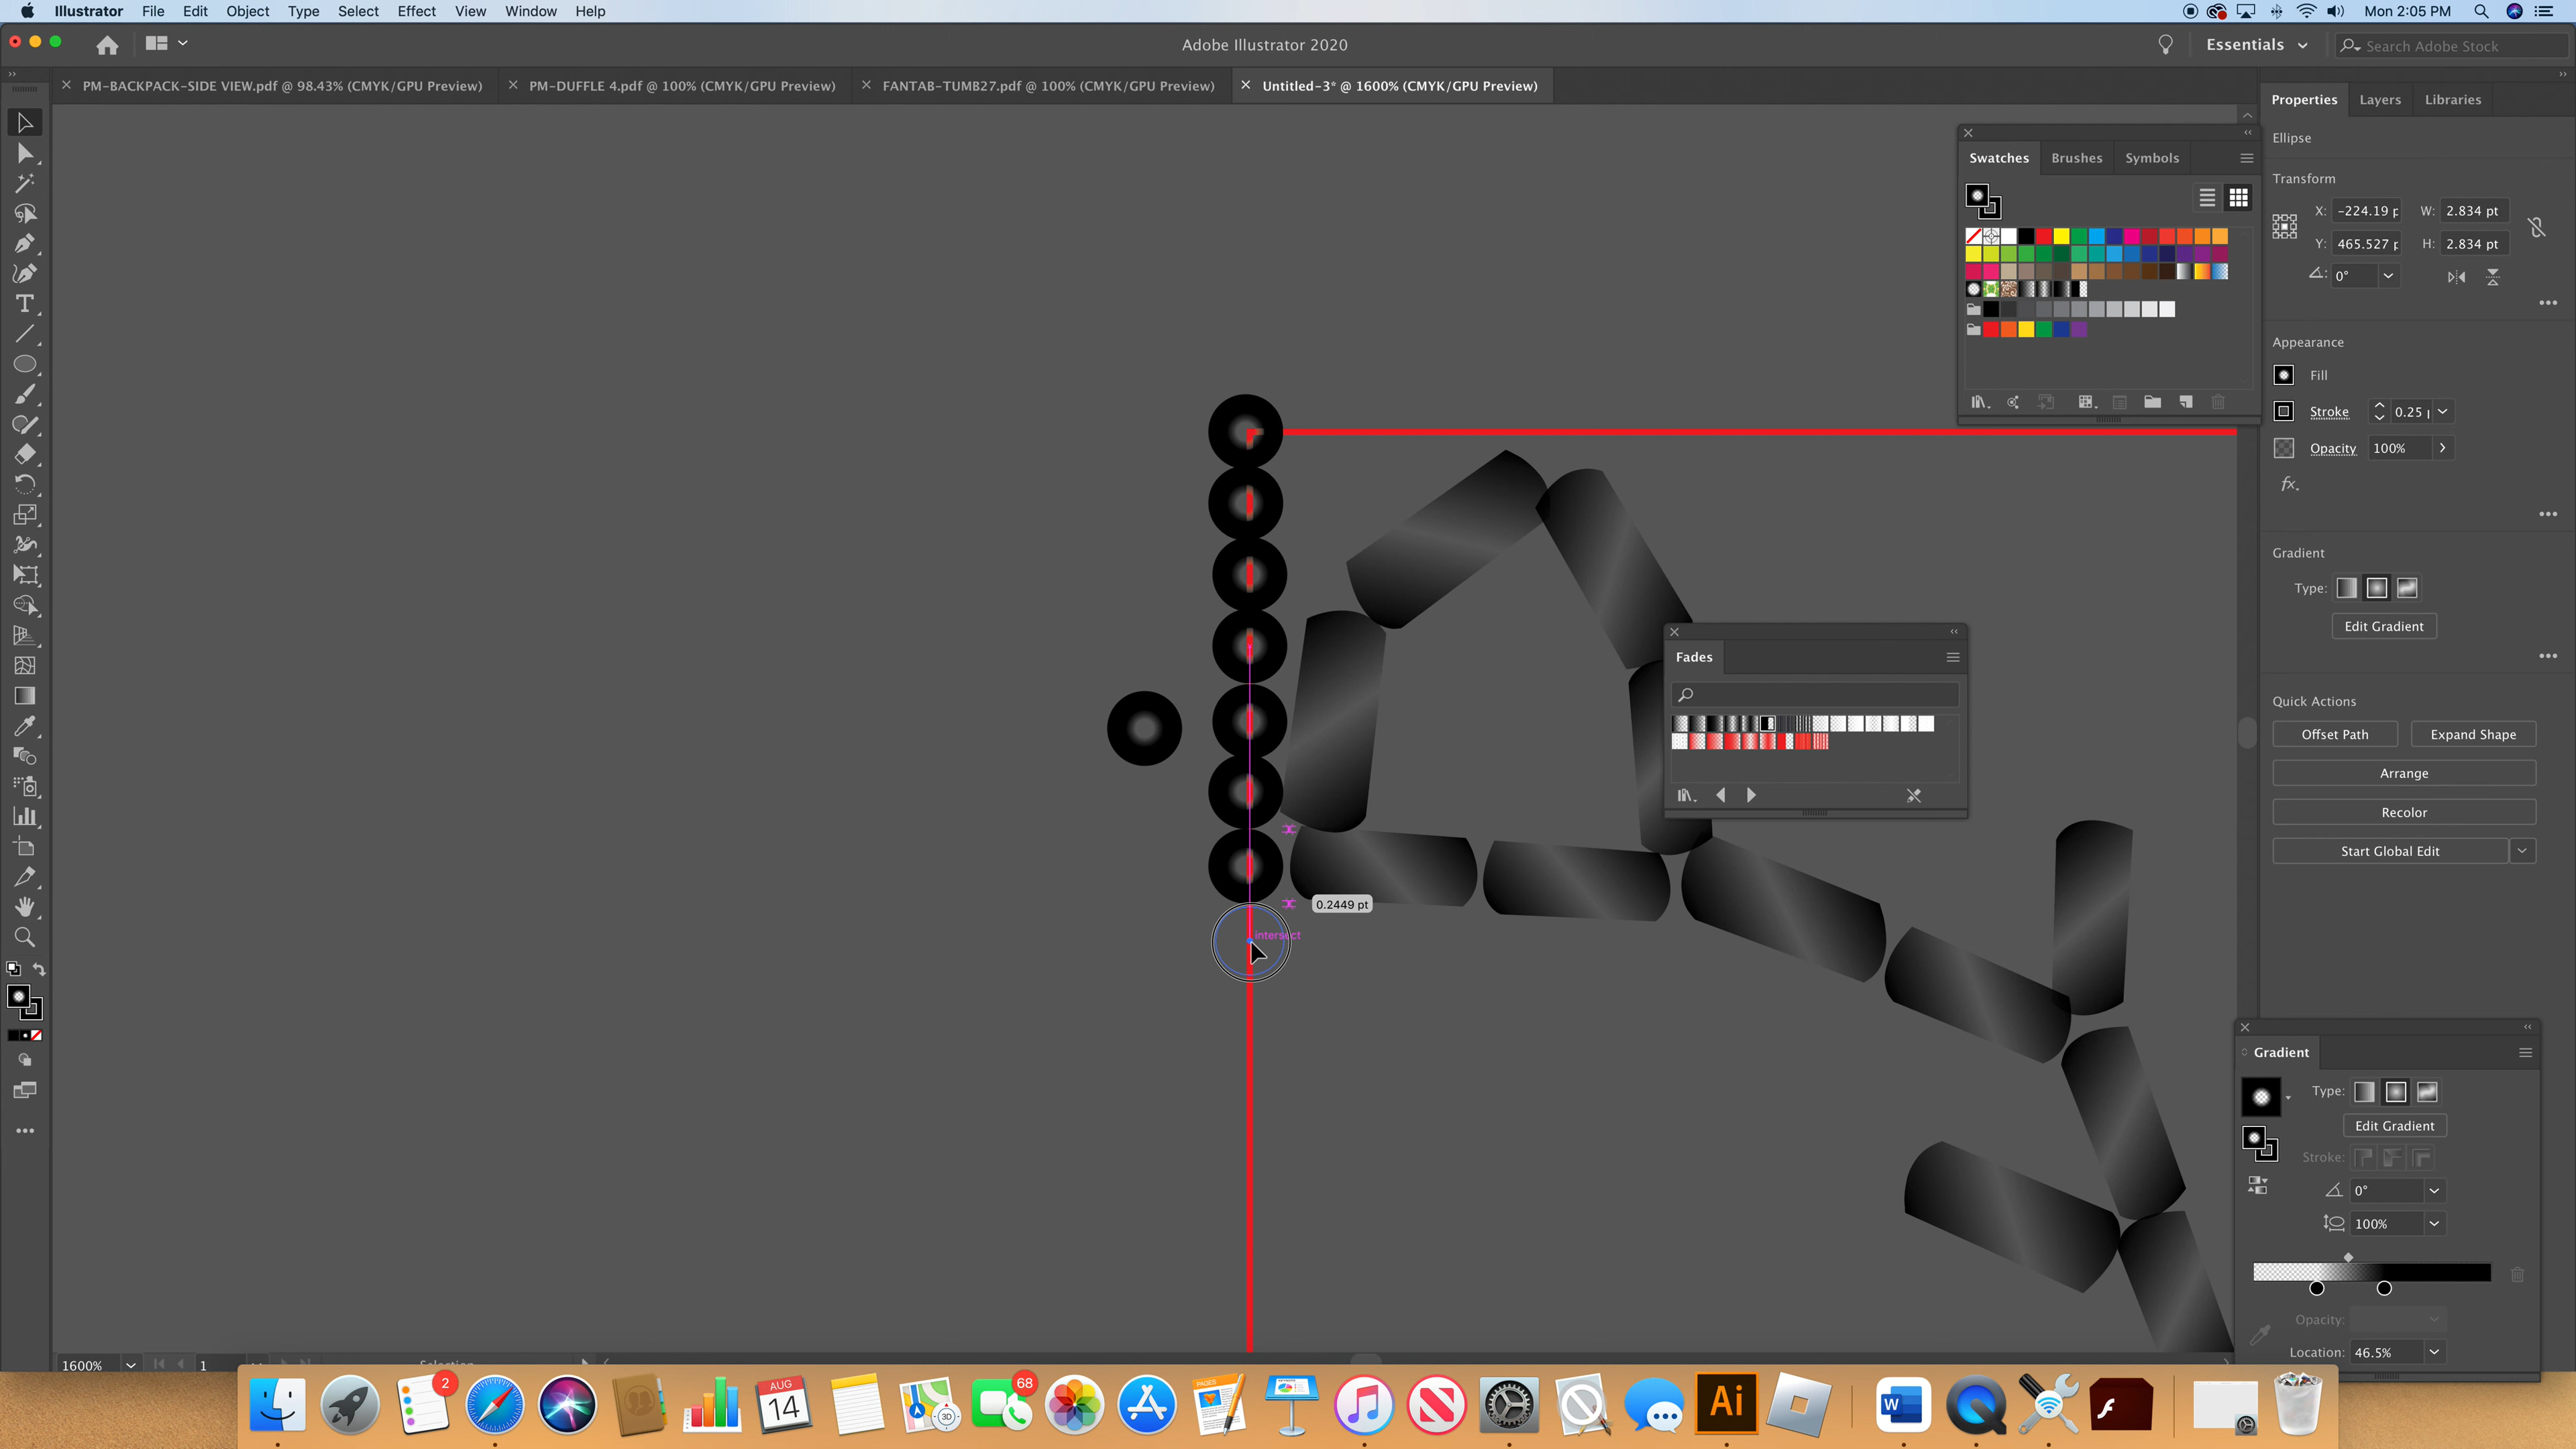 Illustrator File Edit Object Type Select Effect View Window Help
Mon 2:05 PM
Adobe Illustrator 2020
Essentials
Search Adobe Stock
PM-BACKPACK-SIDE VIEW.pdf @ 98.43% (CMYK/GPU Preview)
PM-DUFFLE 4.pdf @ 100% (CMYK/GPU Preview)
FANTAB-TUMB27.pdf @ 100% (CMYK/GPU Preview)
Untitled-3* @ 1600% (CMYK/GPU Preview)
Properties Layers Libraries
Ellipse
Transform
X: -224.19 p W: 2.834 pt
Y: 465.527 p H: 2.834 pt
0°
Appearance
Fill
Stroke 0.25
Opacity 100%
fx.
Gradient
Type:
Edit Gradient
Quick Actions
Offset Path Expand Shape
Arrange
Recolor
Start Global Edit
Swatches Brushes Symbols
Fades
0.2449 pt
intersect
Gradient
Type:
Edit Gradient
Stroke:
0°
100%
Opacity:
Location: 46.5%
1600% 1 Selection
2
AUG
14
3D
68
PAGES
Ai
W